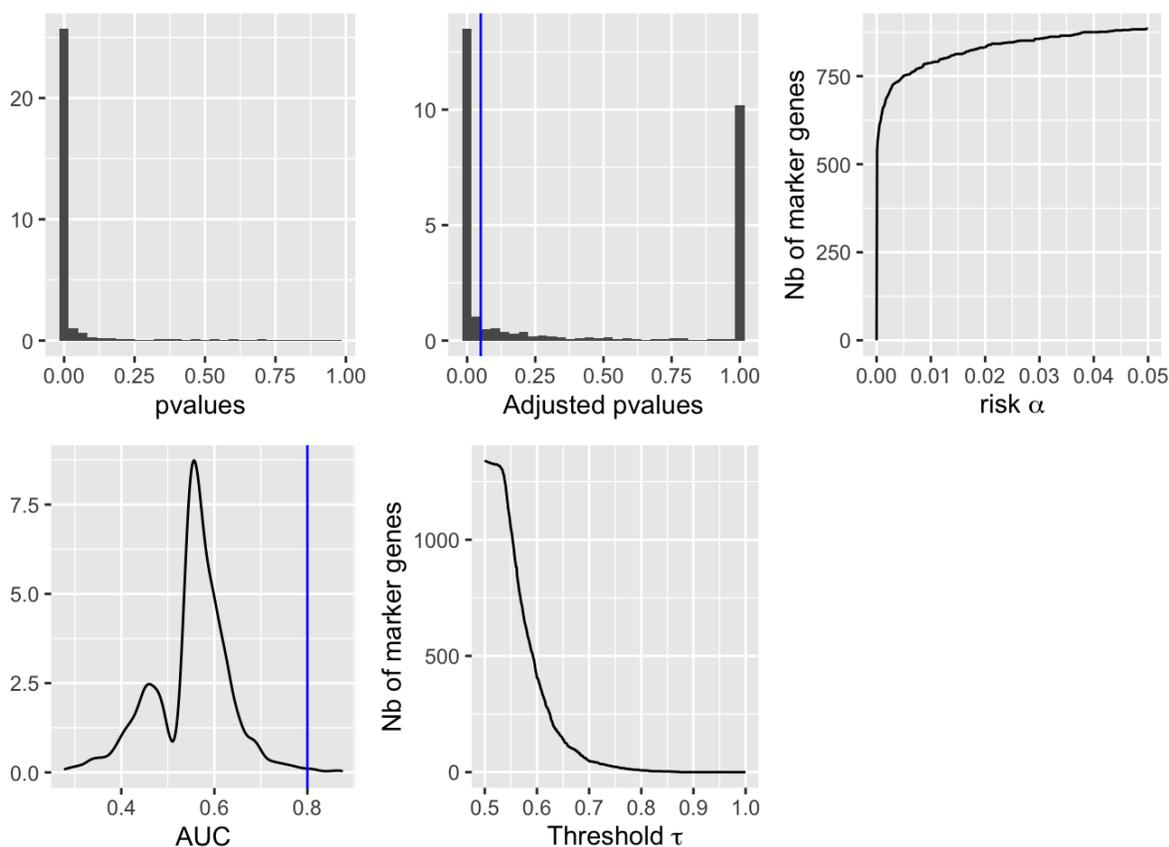 20
10
0
0.00 0.25 0.50 0.75 1.00
pvalues
10
5
0
0.00 0.25 0.50 0.75 1.00
Adjusted pvalues
Nb of marker genes
750
500
250
0
0.00 0.01 0.02 0.03 0.04 0.05
risk α
7.5
5.0
2.5
0.0
0.4 0.6 0.8
AUC
Nb of marker genes
1000
500
0
0.5 0.6 0.7 0.8 0.9 1.0
Threshold τ